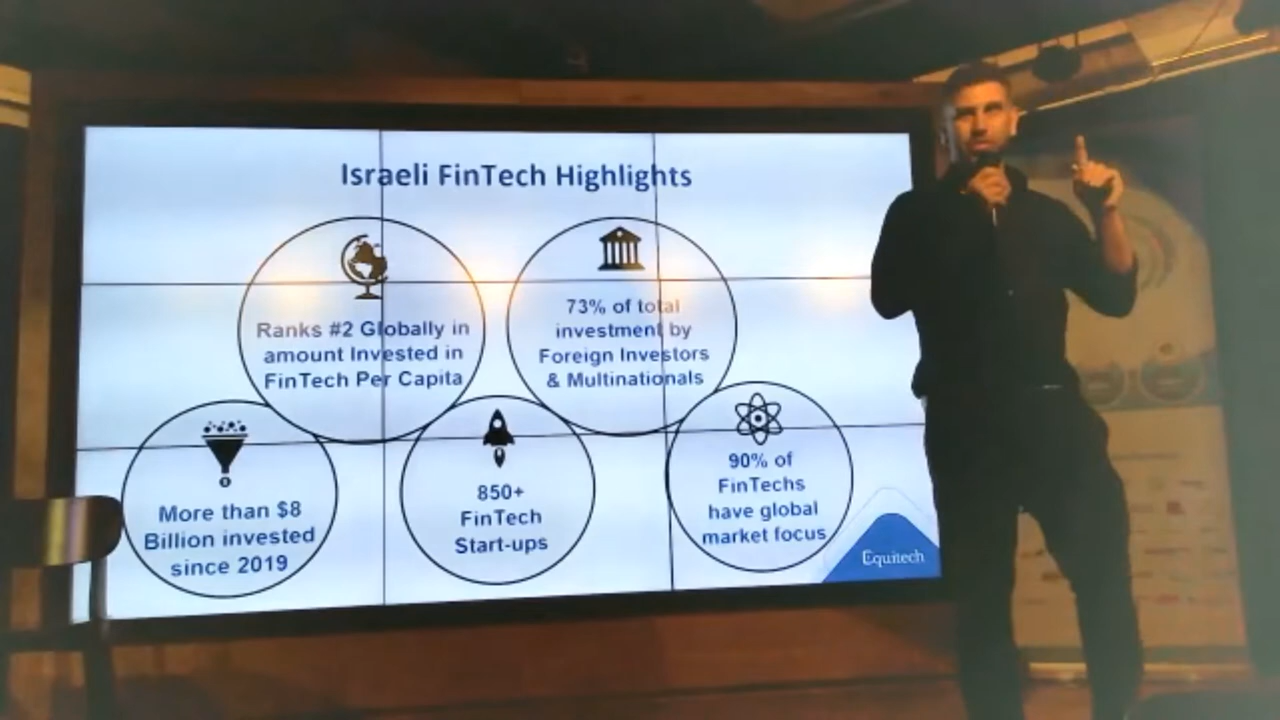 Israeli FinTech Highlights
Ranks #2 Globally in
amount Invested in
FinTech Per Capita
73% of total
investment by
Foreign Investors
& Multinationals
More than $8
Billion invested
since 2019
850+
FinTech
Start-ups
90% of
FinTechs
have global
market focus
Equitech